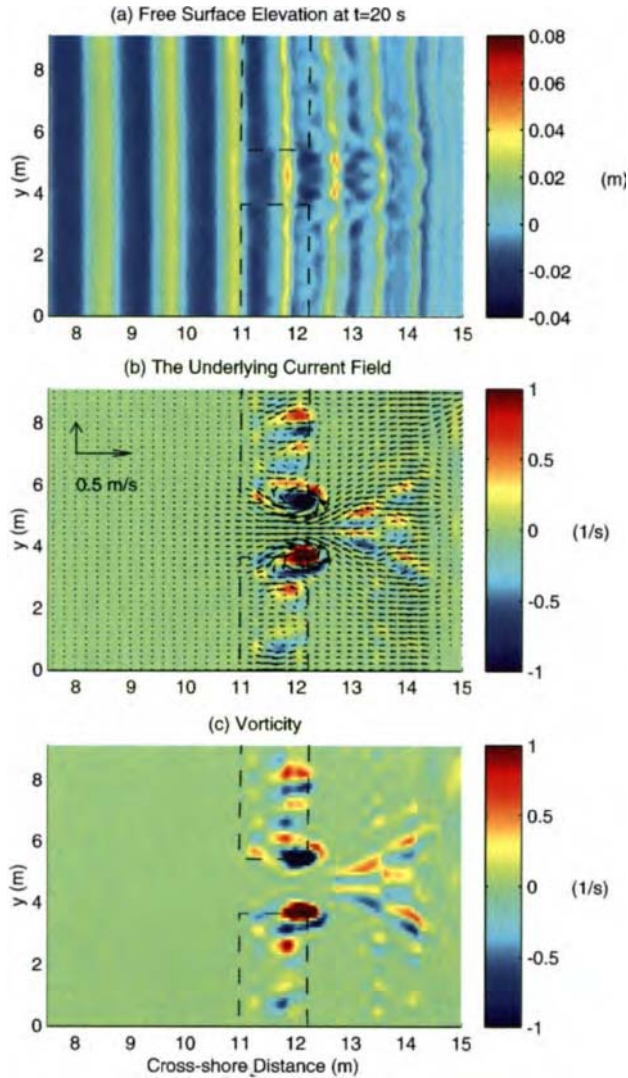 (a) Free Surface Elevation at t=20 s
0.08
8
0.06
6
0.04
y (m)
0.02
(m)
4
0
2
-0.02
0
-0.04
8 9 10 11 12 13 14 15
(b) The Underlying Current Field
1
8
0.5
6
0.5 m/s
y (m)
0
(1/s)
4
2
-0.5
0
-1
8 9 10 11 12 13 14 15
(c) Vorticity
1
8
0.5
6
y (m)
0
(1/s)
4
2
-0.5
0
-1
8 9 10 11 12 13 14 15
Cross-shore Distance (m)